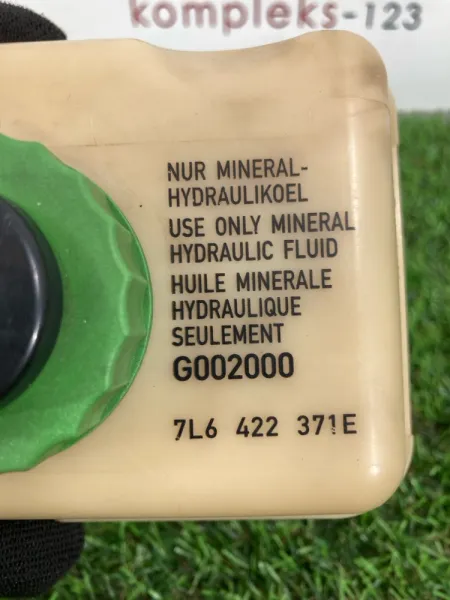 kompleks-123
NUR MINERAL-
HYDRAULIKOEL
USE ONLY MINERAL
HYDRAULIC FLUID
HUILE MINERALE
HYDRAULIQUE
SEULEMENT
G002000
7L6 422 371E